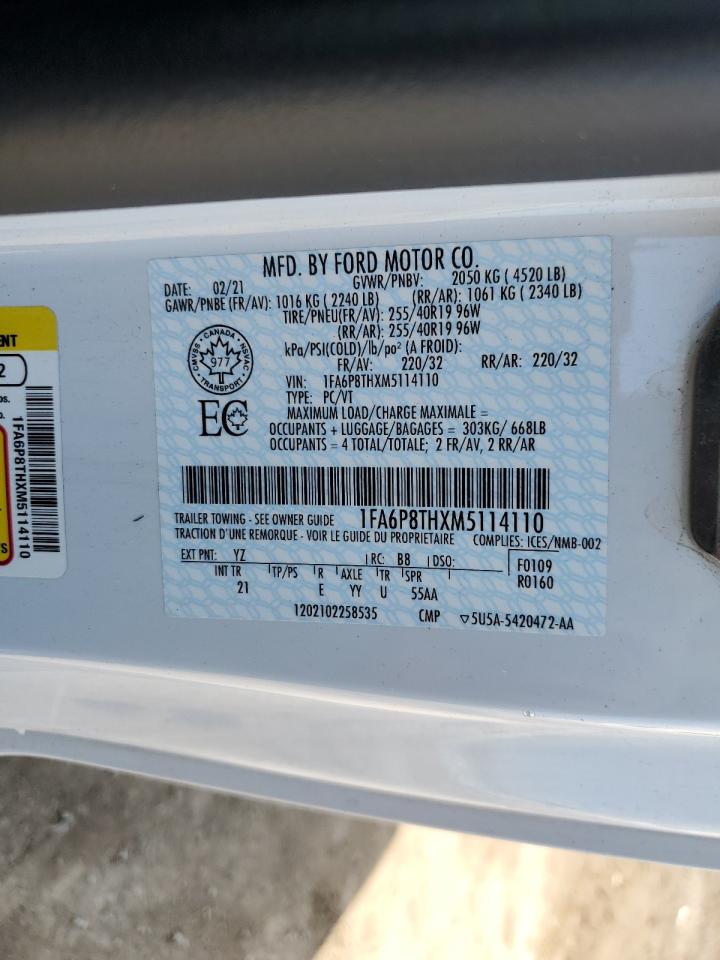 MFD. BY FORD MOTOR CO.
DATE: 02/21 GVWR/PNBV: 2050 KG ( 4520 LB)
GAWR/PNBE (FR/AV): 1016 KG ( 2240 LB) (RR/AR): 1061 KG ( 2340 LB)
TIRE/PNEU(FR/AV): 255/40R19 96W
(RR/AR): 255/40R19 96W
kPa/PSI(COLD)/lb/po² (A FROID):
FR/AV: 220/32 RR/AR: 220/32
VIN: 1FA6P8THXM5114110
TYPE: PC/VT
MAXIMUM LOAD/CHARGE MAXIMALE =
OCCUPANTS + LUGGAGE/BAGAGES = 303KG/ 668LB
OCCUPANTS = 4 TOTAL/TOTALE; 2 FR/AV, 2 RR/AR
CANADA
CMVSS NSVAC
97
TRANSPORT
EC
TRAILER TOWING - SEE OWNER GUIDE 1FA6P8THXM5114110
TRACTION D'UNE REMORQUE - VOIR LE GUIDE DU PROPRIETAIRE COMPLIES: ICES/NMB-002
EXT PNT: YZ RC: B8 DSO: F0109
INT TR TP/PS R AXLE TR SPR R0160
21 E YY U 55AA
1202102258535 CMP ▽5U5A-5420472-AA
2
1FA6P8THXM5114110